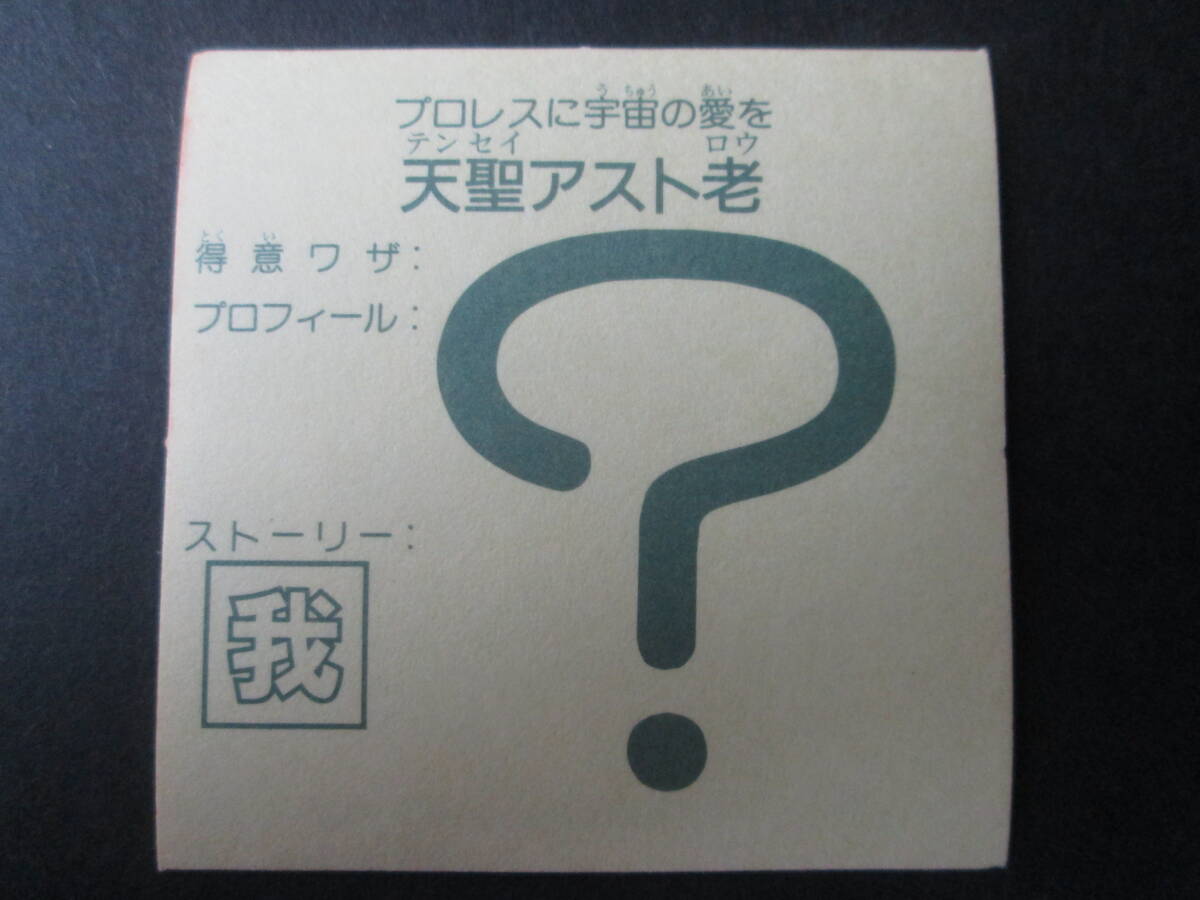 プロレスに宇宙の愛を
天聖アスト老
得意ワザ：
プロフィール：
？
ストーリー：
我